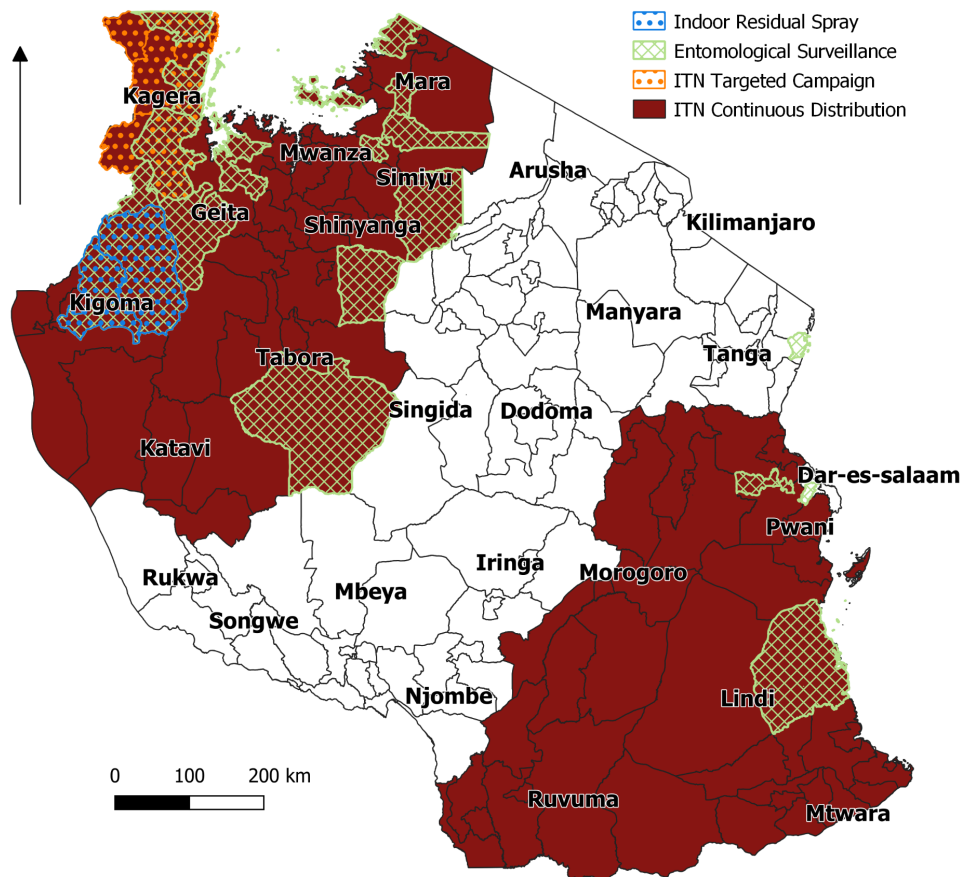 Indoor Residual Spray
Entomological Surveillance
ITN Targeted Campaign
ITN Continuous Distribution
Kagera
Mara
Mwanza
Simiyu
Arusha
Geita
Shinyanga
Kilimanjaro
Kigoma
Manyara
Tabora
Tanga
Singida
Dodoma
Katavi
Dar-es-salaam
Pwani
Iringa
Morogoro
Rukwa
Mbeya
Songwe
Njombe
Lindi
0 100 200 km
Ruvuma
Mtwara